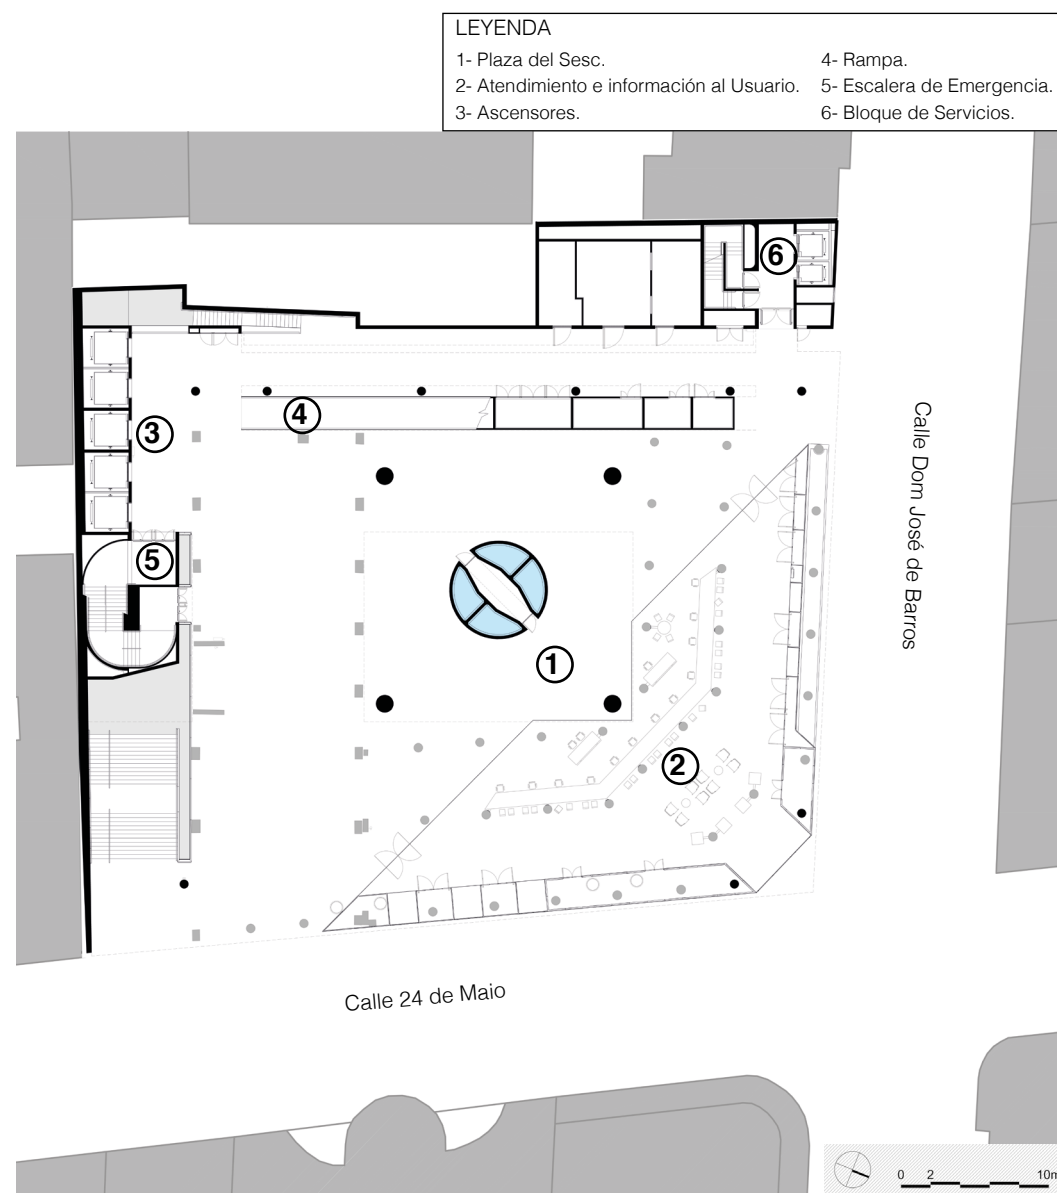 LEYENDA
1- Plaza del Sesc.
2- Atendimento e información al Usuario.
3- Ascensores.
4- Rampa.
5- Escalera de Emergencia.
6- Bloque de Servicios.
6
4
3
5
1
2
Calle Dom José de Barros
Calle 24 de Maio
0 2 10m